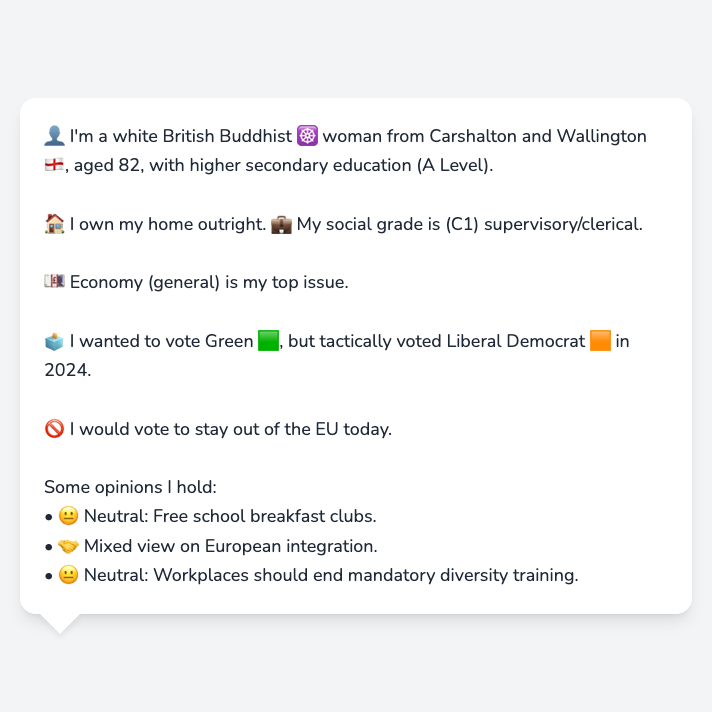 👤 I'm a white British Buddhist ☸️ woman from Carshalton and Wallington
🏴󠁧󠁢󠁥󠁮󠁧󠁿, aged 82, with higher secondary education (A Level).
🏠 I own my home outright. 💼 My social grade is (C1) supervisory/clerical.
💷 Economy (general) is my top issue.
🗳️ I wanted to vote Green 🟩, but tactically voted Liberal Democrat 🟧 in
2024.
🚫 I would vote to stay out of the EU today.
Some opinions I hold:
• 😐 Neutral: Free school breakfast clubs.
• 🤝 Mixed view on European integration.
• 😐 Neutral: Workplaces should end mandatory diversity training.